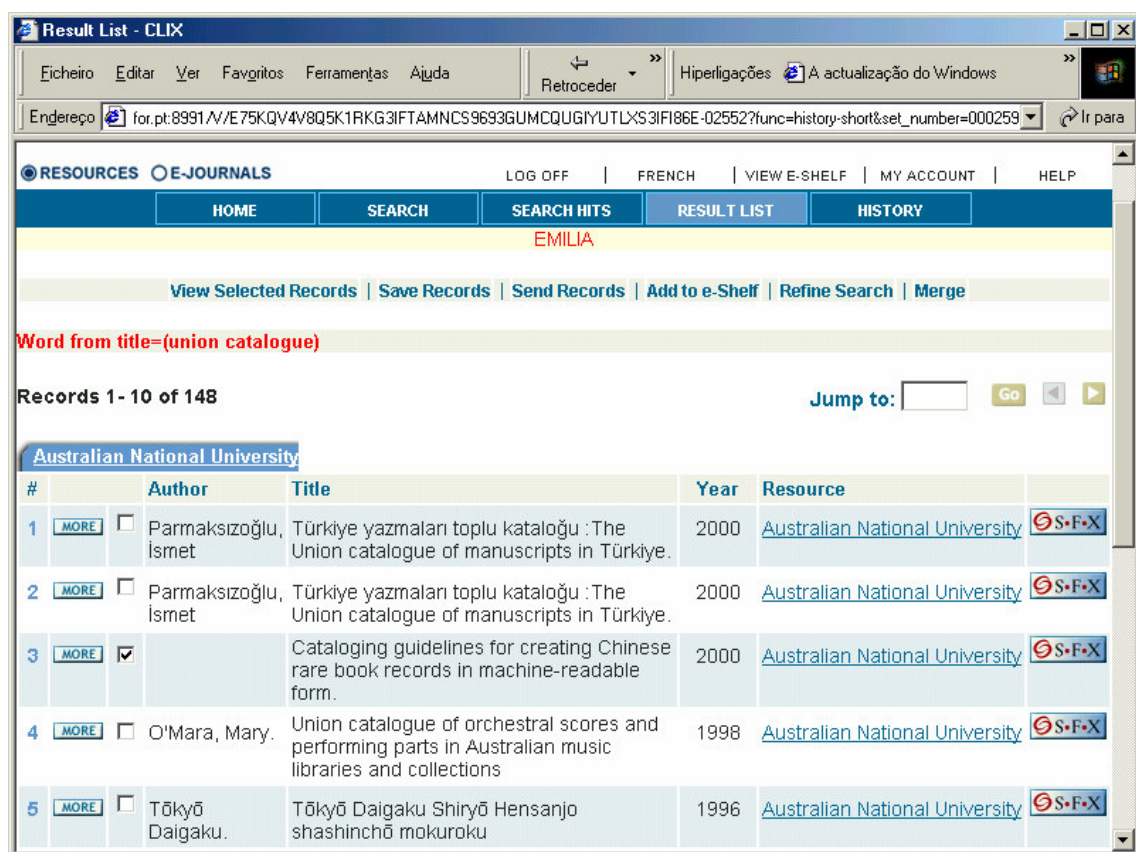 Result List - CLIX
Ficheiro Editar Ver Favoritos Ferramentas Ajuda Retroceder » Hiperligações A actualização do Windows »
Endereço for.pt:8991/V/E75KQV4V8Q5K1RKG3IFTAMNCS9693GUMCQUGIYUTLXS3IFI86E-02552?func=history-short&set_number=000259 Ir para
RESOURCES E-JOURNALS LOG OFF | FRENCH | VIEW E-SHELF | MY ACCOUNT | HELP
HOME SEARCH SEARCH HITS RESULT LIST HISTORY
EMILIA
View Selected Records | Save Records | Send Records | Add to e-Shelf | Refine Search | Merge
Word from title=(union catalogue)
Records 1- 10 of 148 Jump to: Go
Australian National University
# Author Title Year Resource
1 MORE Parmaksızoğlu, Türkiye yazmaları toplu kataloğu :The 2000 Australian National University S•F•X
İsmet Union catalogue of manuscripts in Türkiye.
2 MORE Parmaksızoğlu, Türkiye yazmaları toplu kataloğu :The 2000 Australian National University S•F•X
İsmet Union catalogue of manuscripts in Türkiye.
3 MORE Cataloging guidelines for creating Chinese 2000 Australian National University S•F•X
rare book records in machine-readable
form.
4 MORE O'Mara, Mary. Union catalogue of orchestral scores and 1998 Australian National University S•F•X
performing parts in Australian music
libraries and collections
5 MORE Tōkyō Tōkyō Daigaku Shiryō Hensanjo 1996 Australian National University S•F•X
Daigaku. shashinchō mokuroku